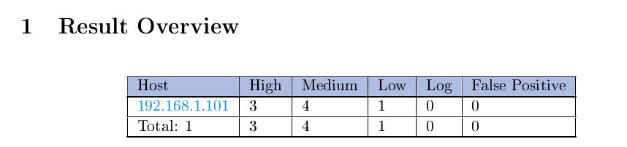 1 Result Overview
Host High Medium Low Log False Positive
192.168.1.101 3 4 1 0 0
Total: 1 3 4 1 0 0